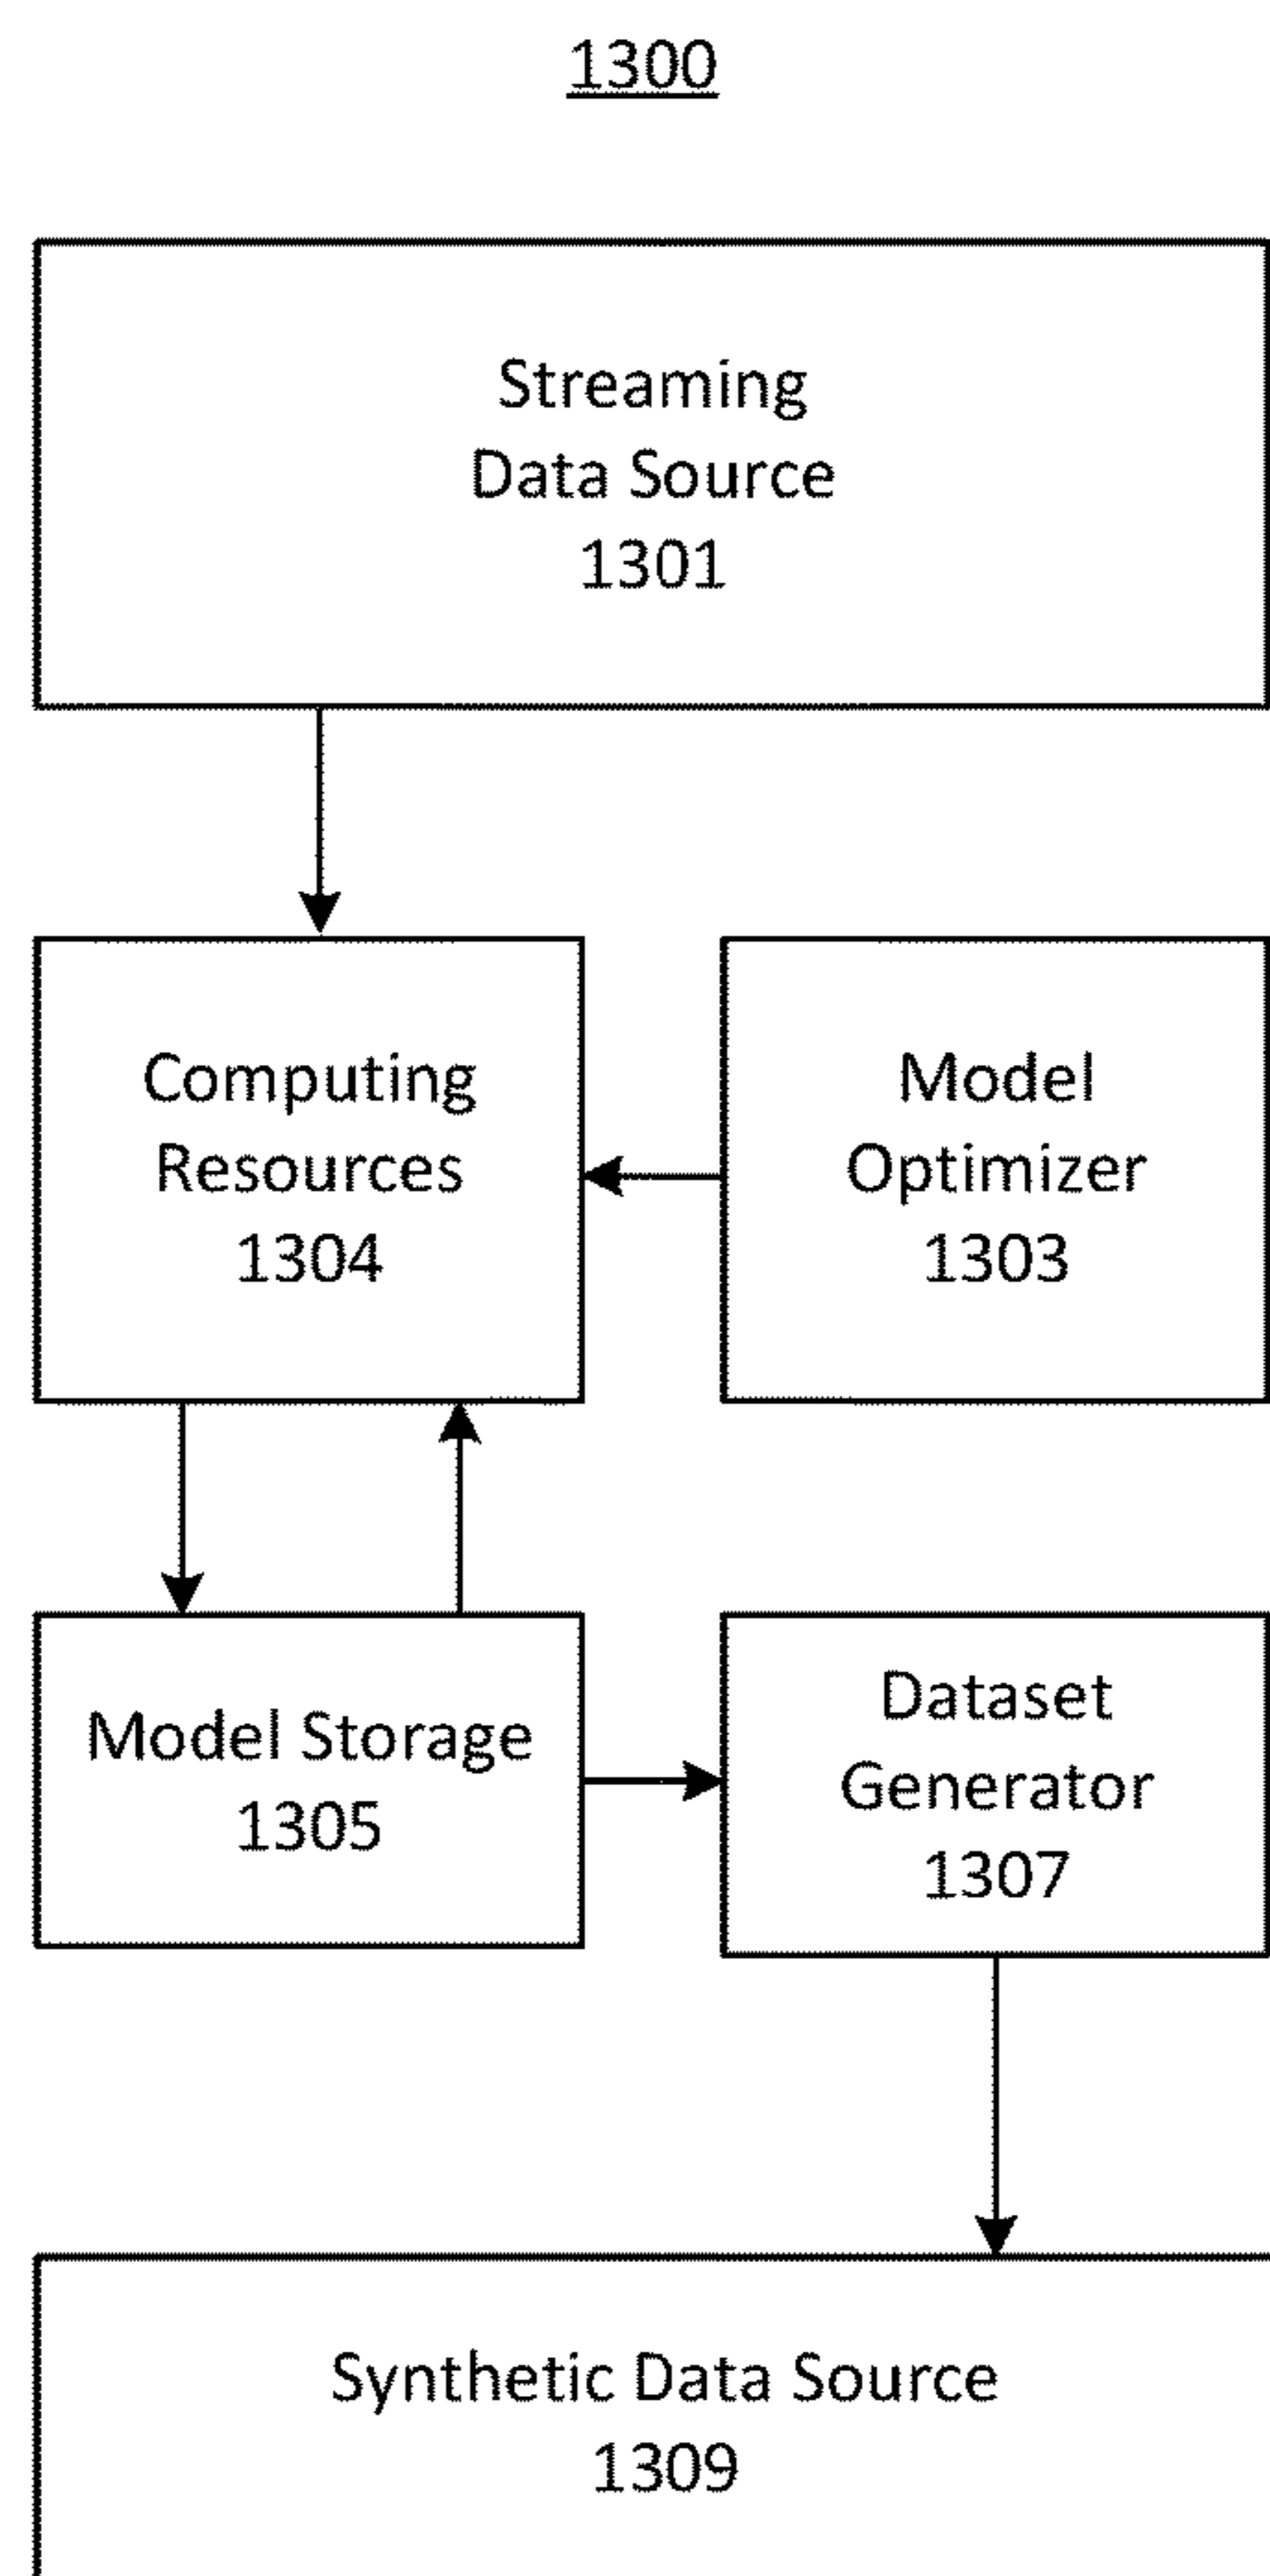 1300
Streaming
Data Source
1301
Computing
Resources
1304
Model
Optimizer
1303
Model Storage
1305
Dataset
Generator
1307
Synthetic Data Source
1309